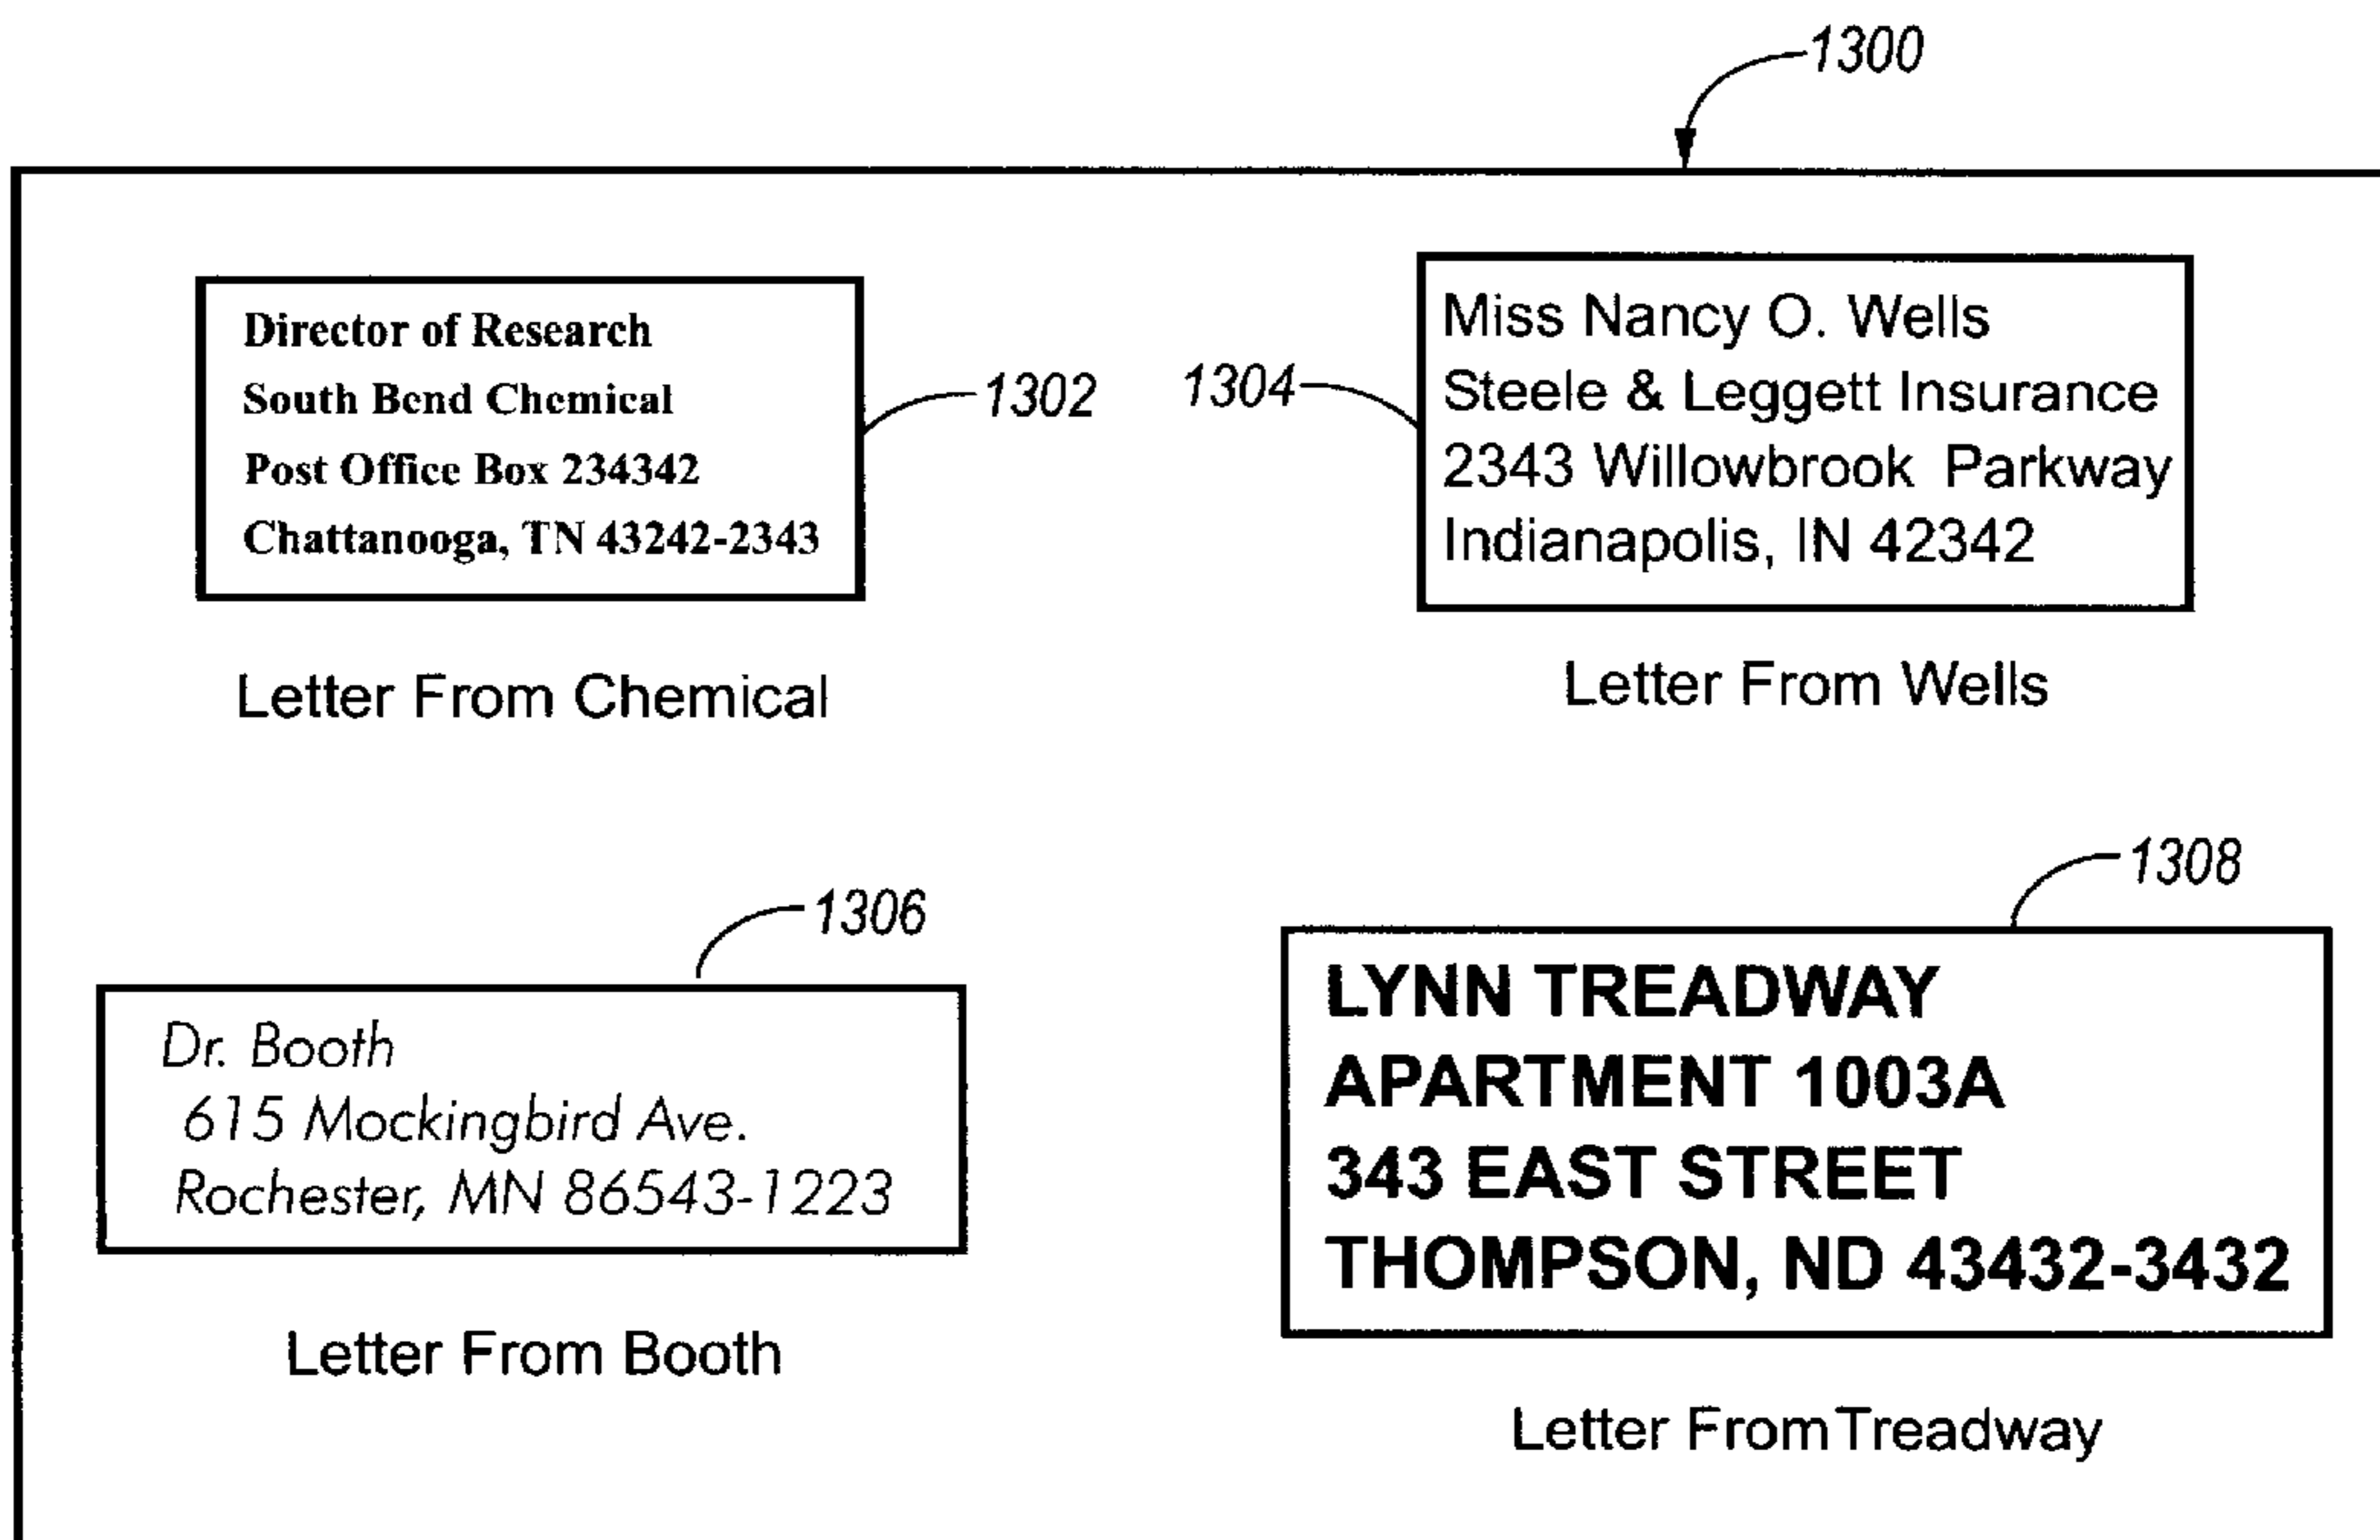 1300
Director of Research
South Bend Chemical
Post Office Box 234342
Chattanooga, TN 43242-2343
1302
Letter From Chemical
1304
Miss Nancy O. Wells
Steele & Leggett Insurance
2343 Willowbrook Parkway
Indianapolis, IN 42342
Letter From Wells
1306
Dr. Booth
615 Mockingbird Ave.
Rochester, MN 86543-1223
Letter From Booth
1308
LYNN TREADWAY
APARTMENT 1003A
343 EAST STREET
THOMPSON, ND 43432-3432
Letter From Treadway